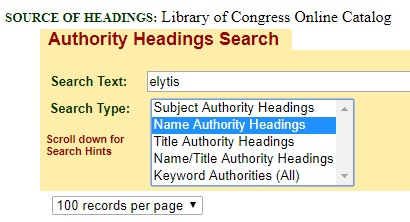 SOURCE OF HEADINGS: Library of Congress Online Catalog
Authority Headings Search
Search Text: elytis
Search Type: Subject Authority Headings
Name Authority Headings
Scroll down for Search Hints
Title Authority Headings
Name/Title Authority Headings
Keyword Authorities (All)
100 records per page